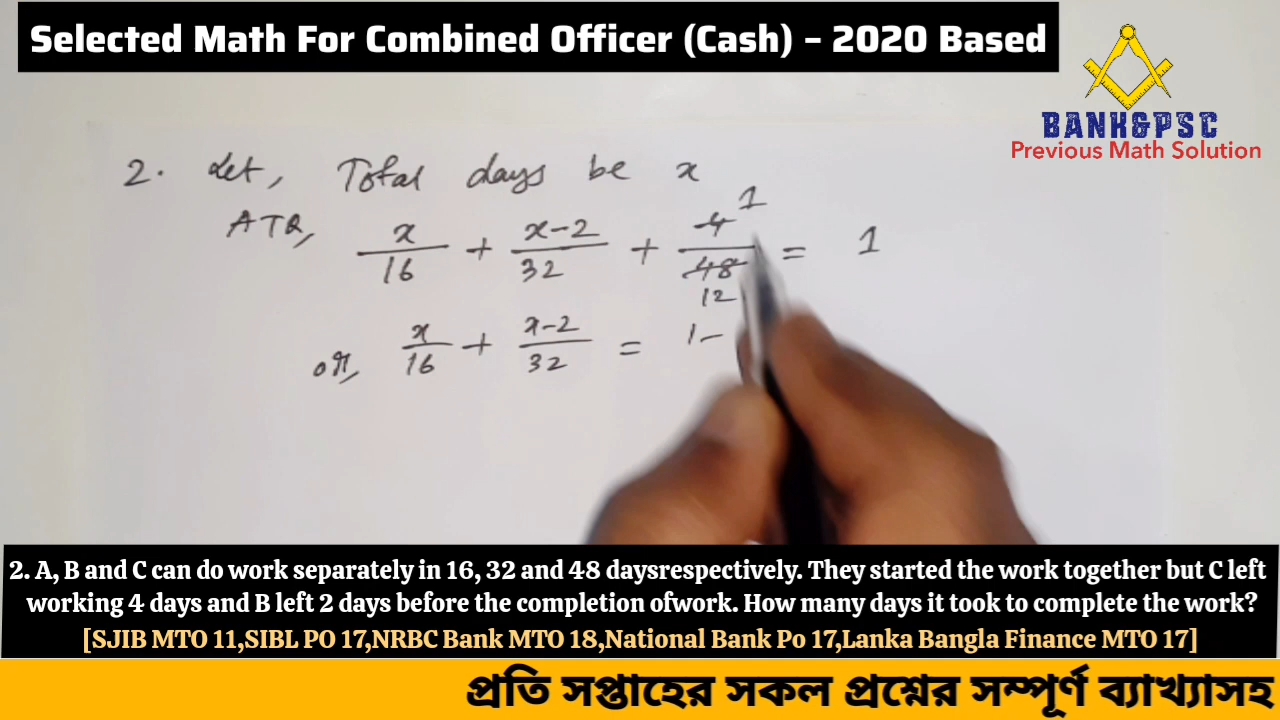 Selected Math For Combined Officer (Cash) – 2020 Based
BANK&PSC
Previous Math Solution
2. Let, Total days be x
ATQ, x/16 + x-2/32 + 4/48 = 1
1
12
or, x/16 + x-2/32 = 1-
2. A, B and C can do work separately in 16, 32 and 48 daysrespectively. They started the work together but C left
working 4 days and B left 2 days before the completion ofwork. How many days it took to complete the work?
[SJIB MTO 11,SIBL PO 17,NRBC Bank MTO 18,National Bank Po 17,Lanka Bangla Finance MTO 17]
প্রতি সপ্তাহের সকল প্রশ্নের সম্পূর্ণ ব্যাখ্যাসহ